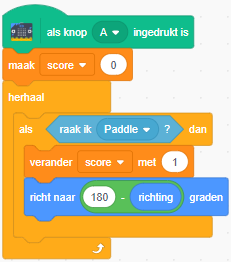 als knop A ingedrukt is
maak score 0
herhaal
als raak ik Paddle ? dan
verander score met 1
richt naar 180 - richting graden